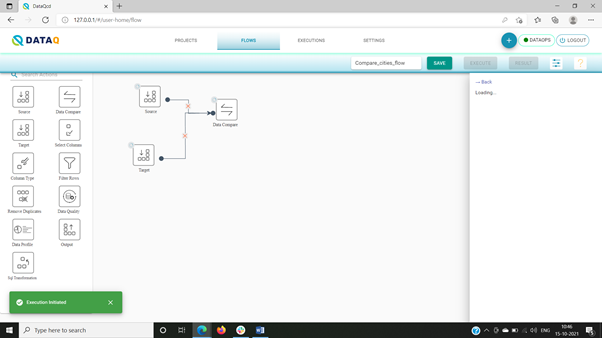 DataQod
127.0.0.1/#/user-home/flow
DATAQ
PROJECTS
FLOWS
EXECUTIONS
SETTINGS
+
DATAOPS
LOGOUT
Compare_cities_flow
SAVE
EXECUTE
RESULT
?
Search Actions
Source
Data Compare
Target
Select Columns
Column Type
Filter Rows
Remove Duplicates
Data Quality
Data Profile
Output
Sql Transformation
Source
Data Compare
Target
Back
Loading..
Execution Initiated
Type here to search
ENG
10:46
15-10-2021